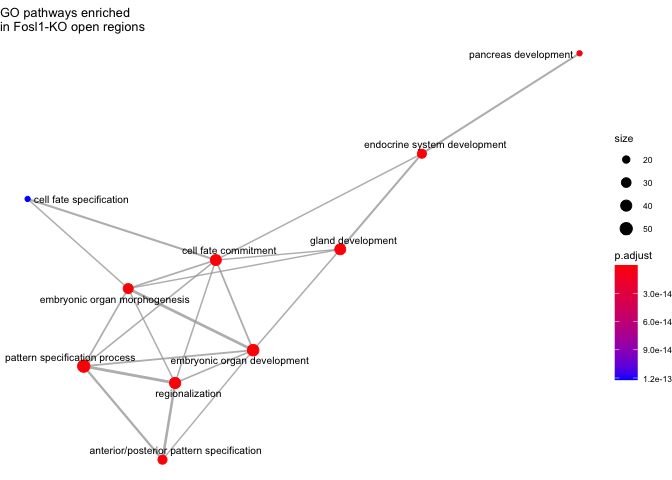 GO pathways enriched
in Fosl1-KO open regions
pancreas development
endocrine system development
cell fate specification
gland development
cell fate commitment
embryonic organ morphogenesis
pattern specification process
embryonic organ development
regionalization
anterior/posterior pattern specification
size
20
30
40
50
p.adjust
3.0e-14
6.0e-14
9.0e-14
1.2e-13